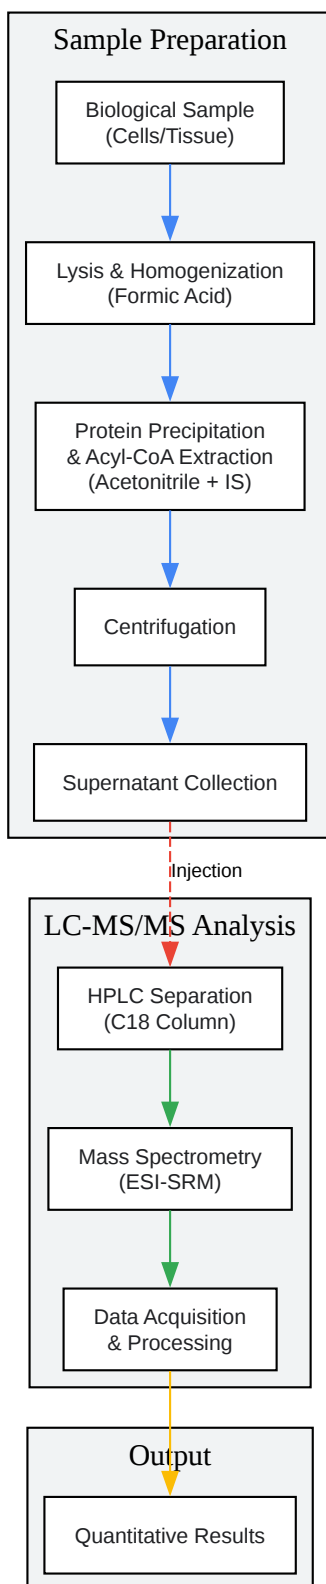 Sample Preparation
Biological Sample
(Cells/Tissue)
Lysis & Homogenization
(Formic Acid)
Protein Precipitation
& Acyl-CoA Extraction
(Acetonitrile + IS)
Centrifugation
Supernatant Collection
Injection
LC-MS/MS Analysis
HPLC Separation
(C18 Column)
Mass Spectrometry
(ESI-SRM)
Data Acquisition
& Processing
Output
Quantitative Results